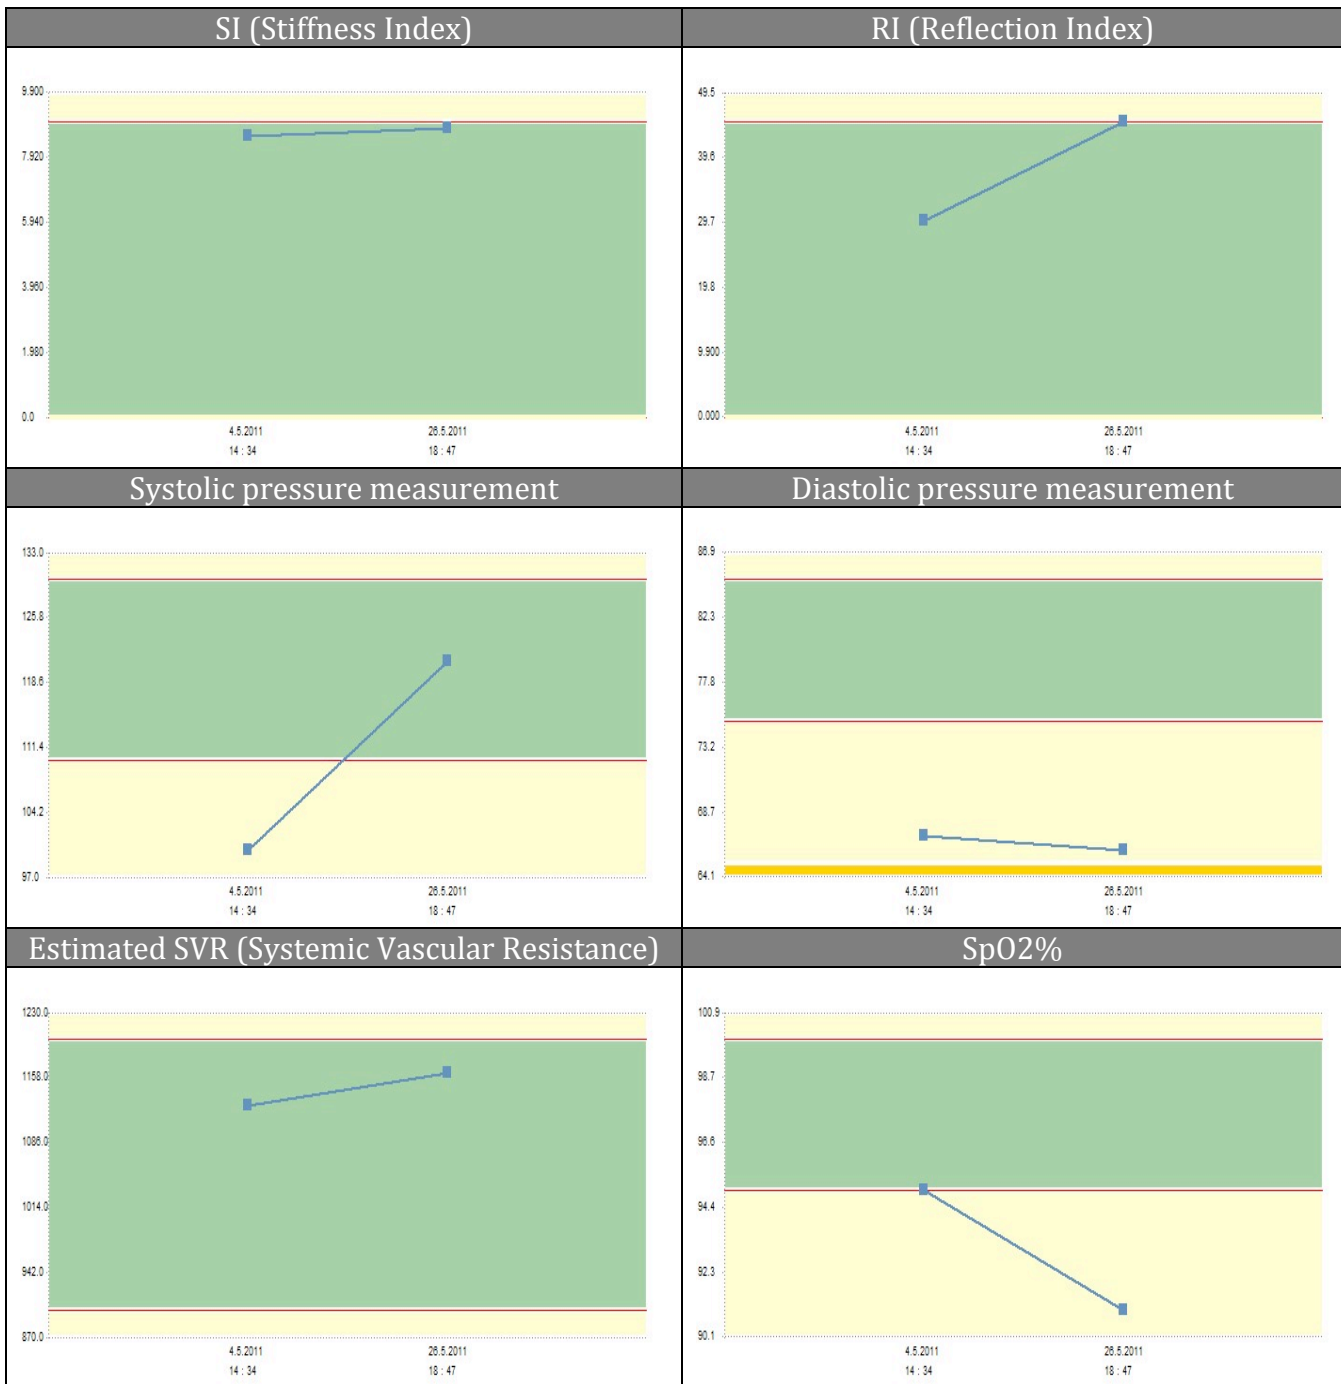 SI (Stiffness Index)
RI (Reflection Index)
9.900
7.920
5.940
3.960
1.980
0.0
4.5.2011
14 : 34
26.5.2011
18 : 47
49.5
39.6
29.7
19.8
9.900
0.000
4.5.2011
14 : 34
26.5.2011
18 : 47
Systolic pressure measurement
Diastolic pressure measurement
133.0
125.8
118.6
111.4
104.2
97.0
4.5.2011
14 : 34
26.5.2011
18 : 47
86.9
82.3
77.8
73.2
68.7
64.1
4.5.2011
14 : 34
26.5.2011
18 : 47
Estimated SVR (Systemic Vascular Resistance)
SpO2%
1230.0
1158.0
1086.0
1014.0
942.0
870.0
4.5.2011
14 : 34
26.5.2011
18 : 47
100.9
98.7
96.6
94.4
92.3
90.1
4.5.2011
14 : 34
26.5.2011
18 : 47